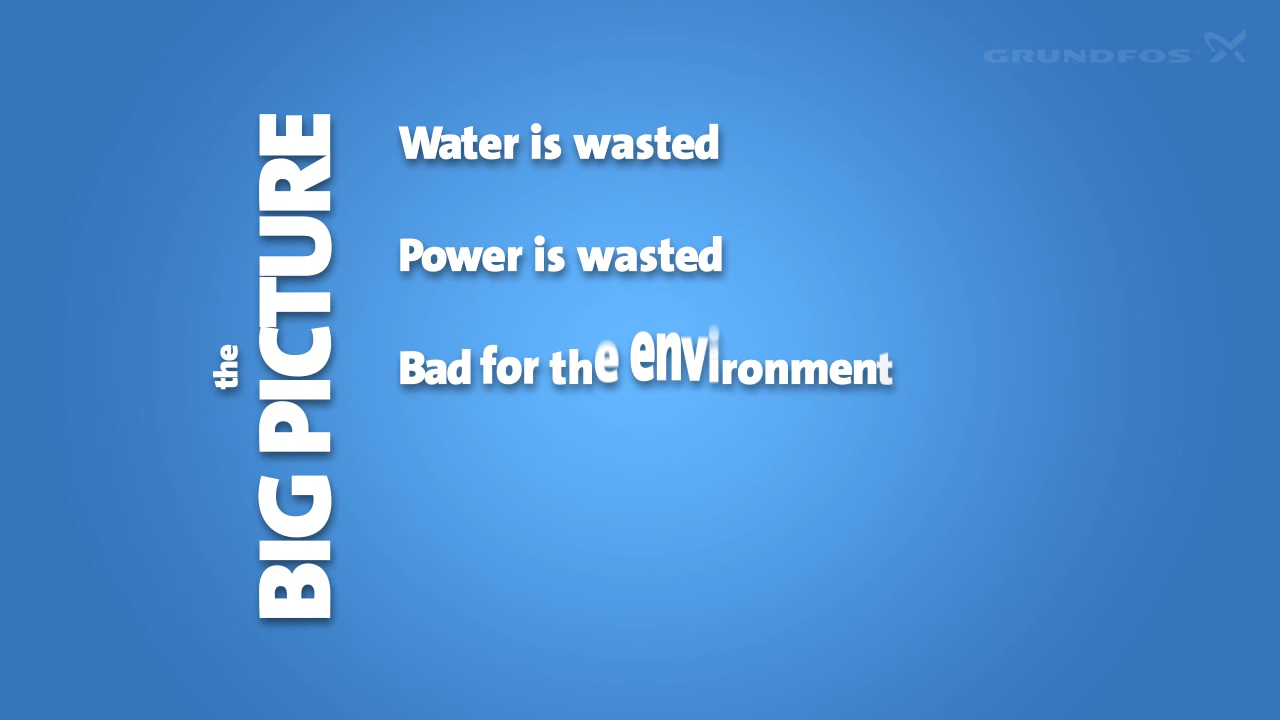 GRUNDFOS
the
BIG PICTURE
Water is wasted
Power is wasted
Bad for the environment